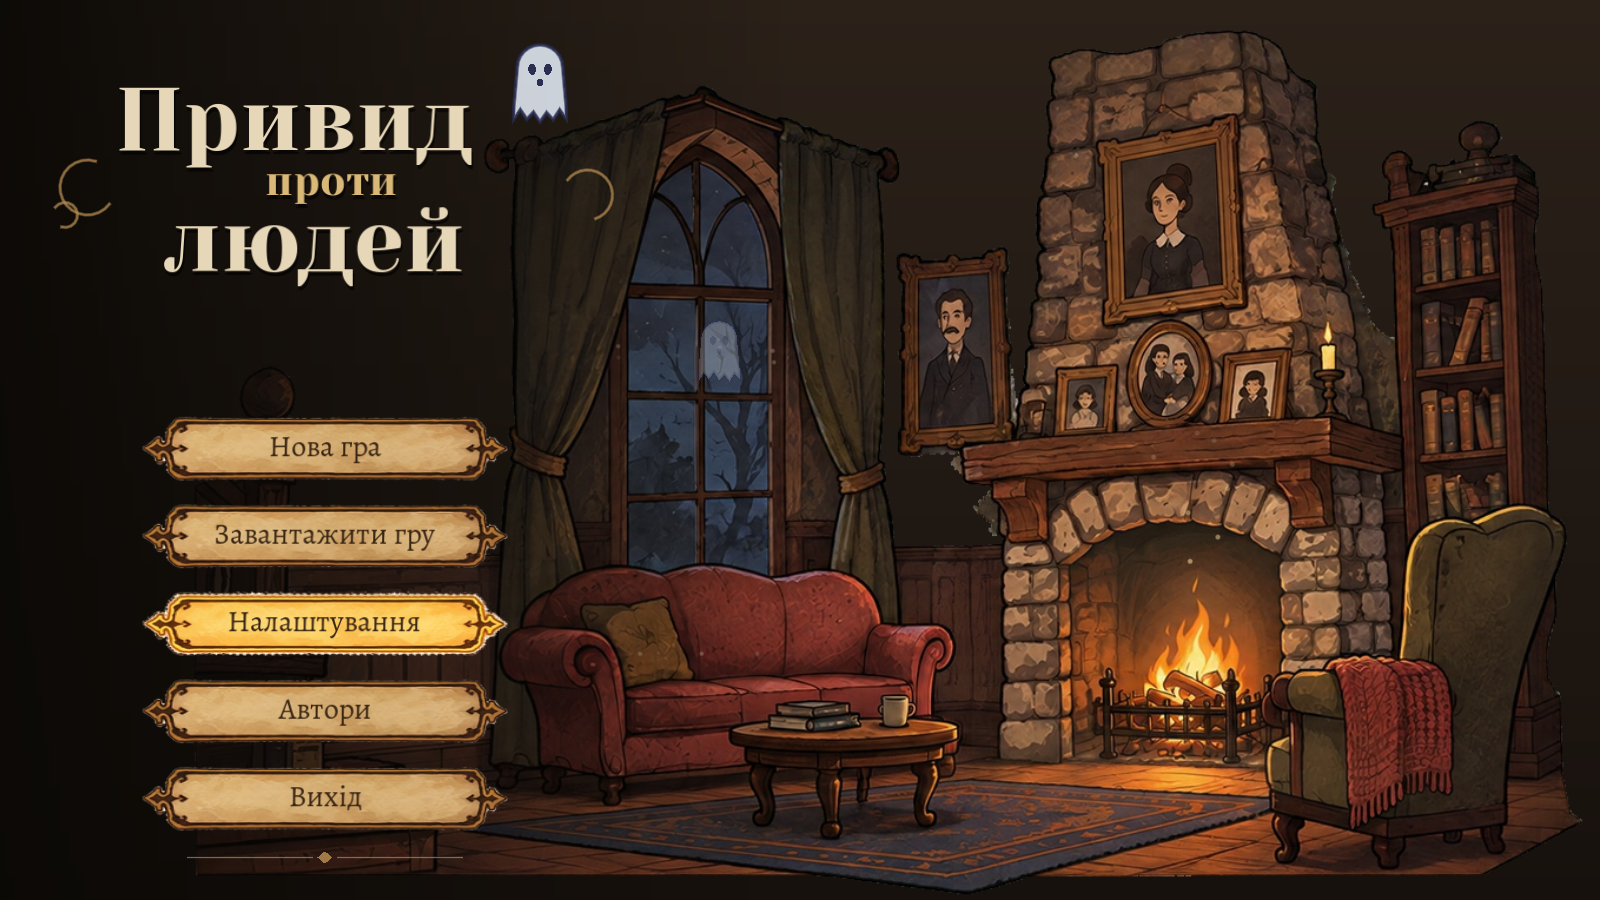 Привид
проти
людей
Нова гра
Завантажити гру
Налаштування
Автори
Вихід